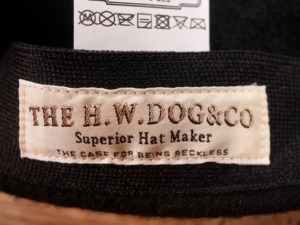 THE H.W.DOG&CO
Superior Hat Maker
THE CASE FOR BEING RECKLESS